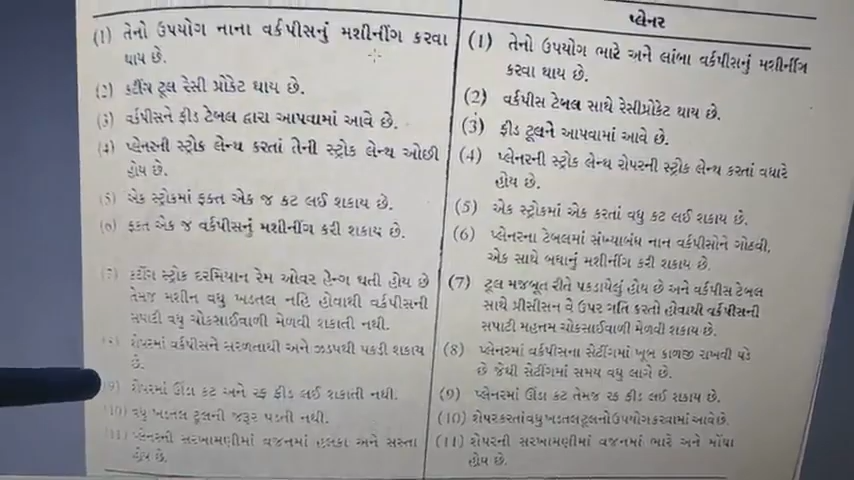 પ્લેનર
(1) તેનો ઉપયોગ નાના વર્કપીસનું મશીનીંગ કરવા
થાય છે.
(2) કટીંગ ટૂલ રેસી પ્રોકેટ થાય છે.
(3) વર્કપીસને ફીડ ટેબલ દ્વારા આપવામાં આવે છે.
(4) પ્લેનરની સ્ટ્રોક લેન્થ કરતાં તેની સ્ટ્રોક લેન્થ ઓછી
હોય છે.
(5) એક સ્ટ્રોકમાં ફક્ત એક જ કટ લઈ શકાય છે.
(6) ફક્ત એક જ વર્કપીસનું મશીનીંગ કરી શકાય છે.
(7) કટીંગ સ્ટ્રોક દરમિયાન રેમ ઓવર હેન્ગ થતી હોય છે
તેમજ મશીન વધુ ખડતલ નહિ હોવાથી વર્કપીસની
સપાટી વધુ ચોકસાઈવાળી મેળવી શકાતી નથી.
(8) શેપરમાં વર્કપીસને સરળતાથી અને ઝડપથી પકડી શકાય
છે.
(9) શેપરમાં ઊંડા કટ અને રફ ફીડ લઈ શકાતી નથી.
(10) વધુ ખડતલ ટૂલની જરૂર પડતી નથી.
(11) પ્લેનરની સરખામણીમાં વજનમાં હલકા અને સસ્તા
હોય છે.
(1) તેનો ઉપયોગ ભારે અને લાંબા વર્કપીસનું મશીનીંગ
કરવા થાય છે.
(2) વર્કપીસ ટેબલ સાથે રેસીપ્રોકેટ થાય છે.
(3) ફીડ ટૂલને આપવામાં આવે છે.
(4) પ્લેનરની સ્ટ્રોક લેન્થ શેપરની સ્ટ્રોક લેન્થ કરતાં વધારે
હોય છે.
(5) એક સ્ટ્રોકમાં એક કરતાં વધુ કટ લઈ શકાય છે.
(6) પ્લેનરના ટેબલમાં સંખ્યાબંધ નાન વર્કપીસોને ગોઠવી,
એક સાથે બધાનું મશીનીંગ કરી શકાય છે.
(7) ટૂલ મજબૂત રીતે પકડાયેલું હોય છે અને વર્કપીસ ટેબલ
સાથે પ્રીસીસન વે ઉપર ગતિ કરતો હોવાથી વર્કપીસની
સપાટી મહત્તમ ચોકસાઈવાળી મેળવી શકાય છે.
(8) પ્લેનરમાં વર્કપીસના સેટીંગમાં ખૂબ કાળજી રાખવી પડે
છે જેથી સેટીંગમાં સમય વધુ લાગે છે.
(9) પ્લેનરમાં ઊંડા કટ તેમજ રફ ફીડ લઈ શકાય છે.
(10) શેપર કરતાં વધુ ખડતલ ટૂલનો ઉપયોગ કરવામાં આવે છે.
(11) શેપરની સરખામણીમાં વજનમાં ભારે અને મોંઘા
હોય છે.